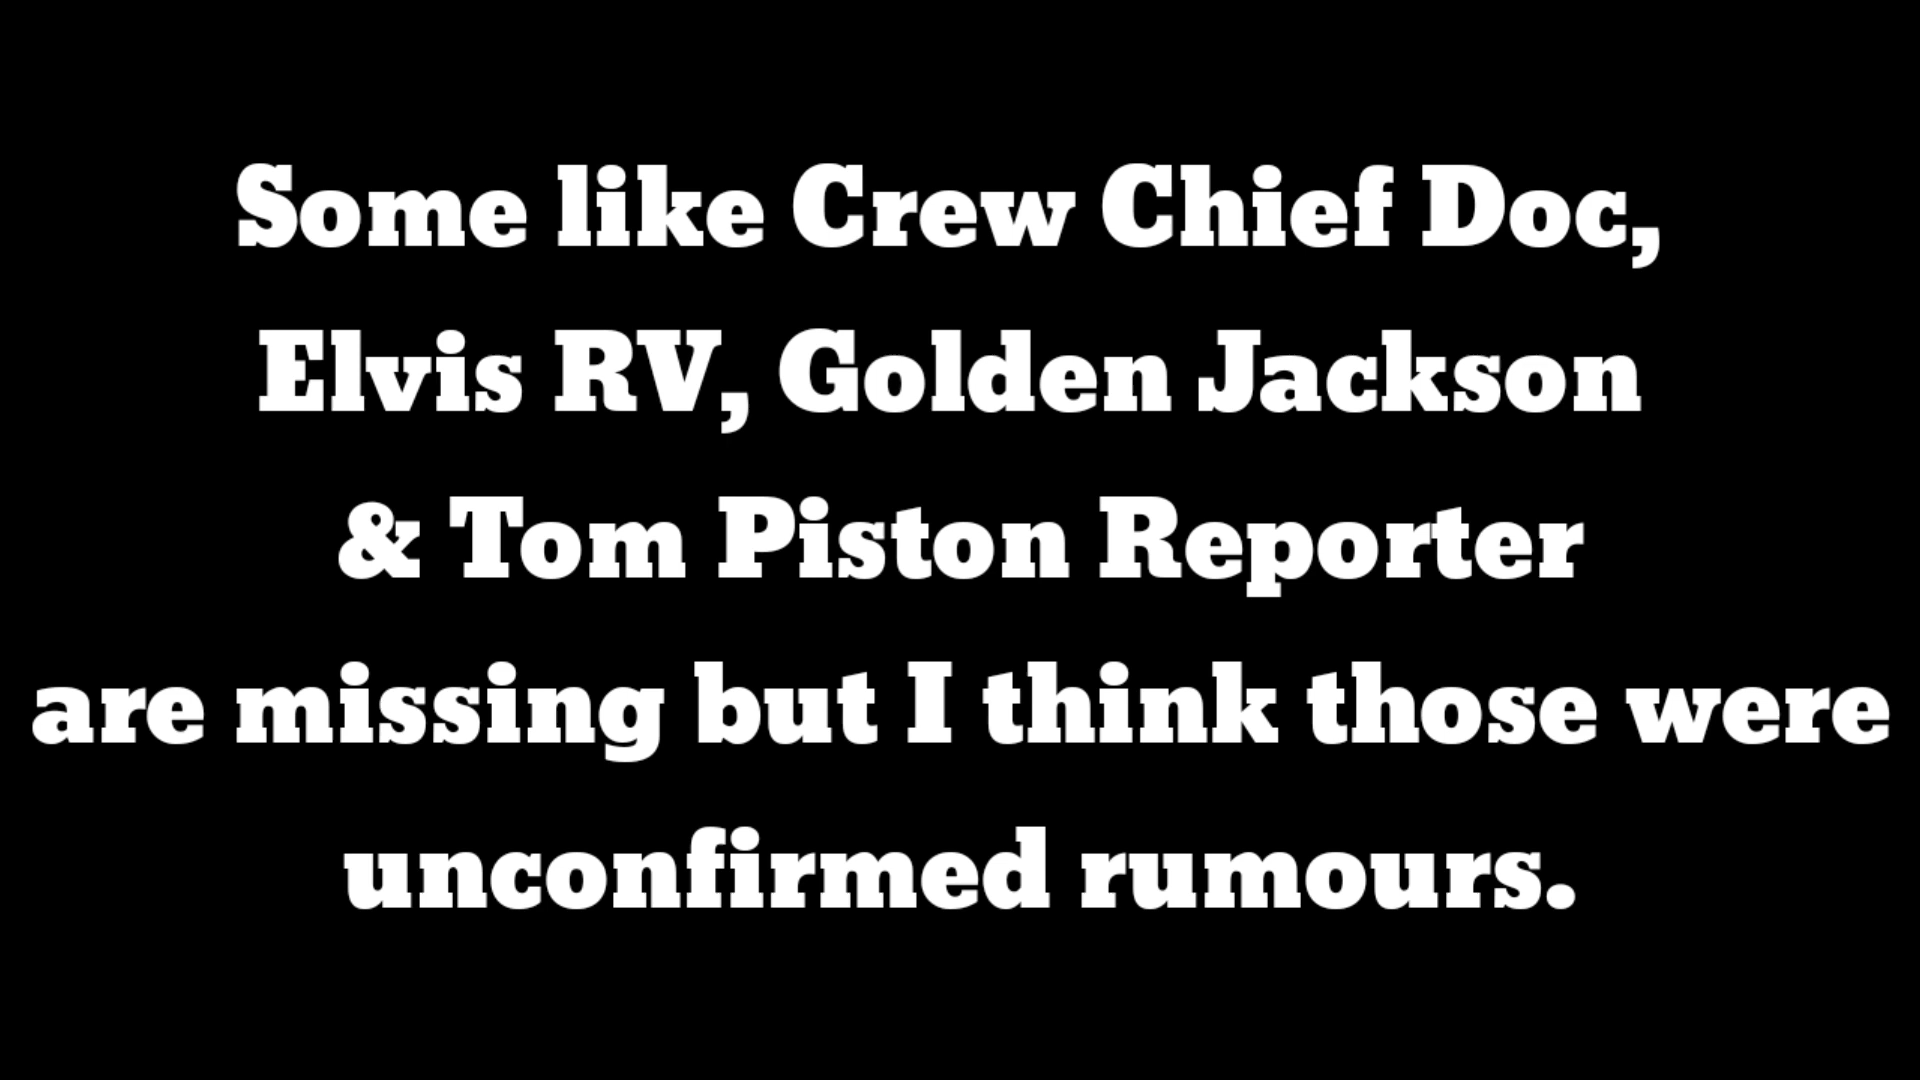 Some like Crew Chief Doc,
Elvis RV, Golden Jackson
& Tom Piston Reporter
are missing but I think those were
unconfirmed rumours.